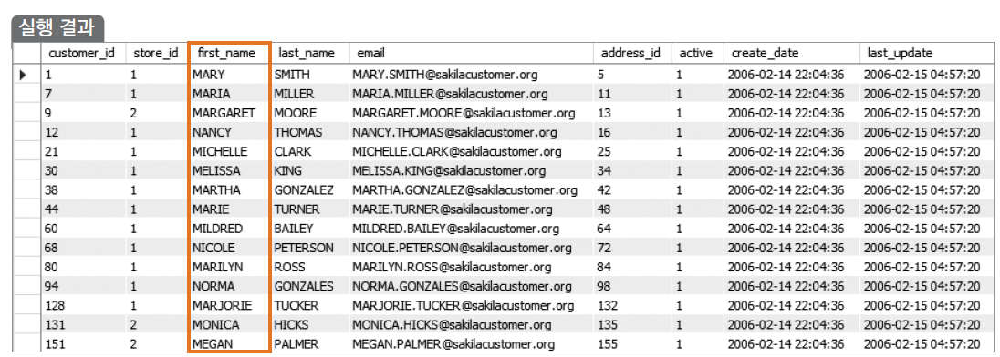 실행 결과
customer_id store_id first_name last_name email address_id active create_date last_update
1 1 MARY SMITH MARY.SMITH@sakilacustomer.org 5 1 2006-02-14 22:04:36 2006-02-15 04:57:20
7 1 MARIA MILLER MARIA.MILLER@sakilacustomer.org 11 1 2006-02-14 22:04:36 2006-02-15 04:57:20
9 2 MARGARET MOORE MARGARET.MOORE@sakilacustomer.org 13 1 2006-02-14 22:04:36 2006-02-15 04:57:20
12 1 NANCY THOMAS NANCY.THOMAS@sakilacustomer.org 16 1 2006-02-14 22:04:36 2006-02-15 04:57:20
21 1 MICHELLE CLARK MICHELLE.CLARK@sakilacustomer.org 25 1 2006-02-14 22:04:36 2006-02-15 04:57:20
30 1 MELISSA KING MELISSA.KING@sakilacustomer.org 34 1 2006-02-14 22:04:36 2006-02-15 04:57:20
38 1 MARTHA GONZALEZ MARTHA.GONZALEZ@sakilacustomer.org 42 1 2006-02-14 22:04:36 2006-02-15 04:57:20
44 1 MARIE TURNER MARIE.TURNER@sakilacustomer.org 48 1 2006-02-14 22:04:36 2006-02-15 04:57:20
60 1 MILDRED BAILEY MILDRED.BAILEY@sakilacustomer.org 64 1 2006-02-14 22:04:36 2006-02-15 04:57:20
68 1 NICOLE PETERSON NICOLE.PETERSON@sakilacustomer.org 72 1 2006-02-14 22:04:36 2006-02-15 04:57:20
80 1 MARILYN ROSS MARILYN.ROSS@sakilacustomer.org 84 1 2006-02-14 22:04:36 2006-02-15 04:57:20
94 1 NORMA GONZALES NORMA.GONZALES@sakilacustomer.org 98 1 2006-02-14 22:04:36 2006-02-15 04:57:20
128 1 MARJORIE TUCKER MARJORIE.TUCKER@sakilacustomer.org 132 1 2006-02-14 22:04:36 2006-02-15 04:57:20
131 2 MONICA HICKS MONICA.HICKS@sakilacustomer.org 135 1 2006-02-14 22:04:36 2006-02-15 04:57:20
151 2 MEGAN PALMER MEGAN.PALMER@sakilacustomer.org 155 1 2006-02-14 22:04:36 2006-02-15 04:57:20